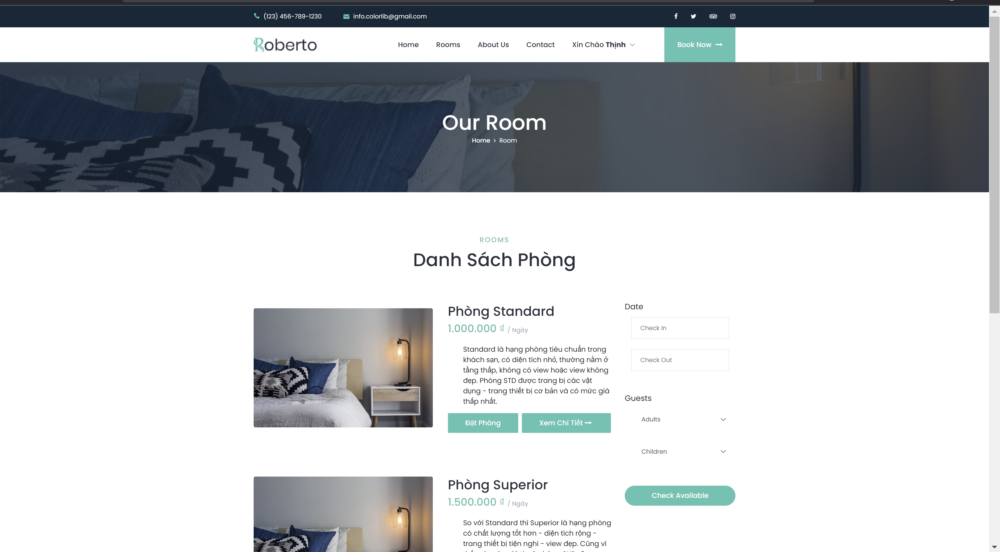 (123) 456-789-1230
info.colorlib@gmail.com
Roberto
Home
Rooms
About Us
Contact
Xin Chào Thịnh
Book Now
Our Room
Home > Room
ROOMS
Danh Sách Phòng
Phòng Standard
1.000.000 ₫ / Ngày
Standard là hạng phòng tiêu chuẩn trong
khách sạn, có diện tích nhỏ, thường nằm ở
tầng thấp, không có view hoặc view không
đẹp. Phòng STD được trang bị các vật
dụng - trang thiết bị cơ bản và có mức giá
thấp nhất.
Đặt Phòng
Xem Chi Tiết
Phòng Superior
1.500.000 ₫ / Ngày
So với Standard thì Superior là hạng phòng
có chất lượng tốt hơn - diện tích rộng -
trang thiết bị tiện nghi - view đẹp. Cũng vì
Date
Check In
Check Out
Guests
Adults
Children
Check Available